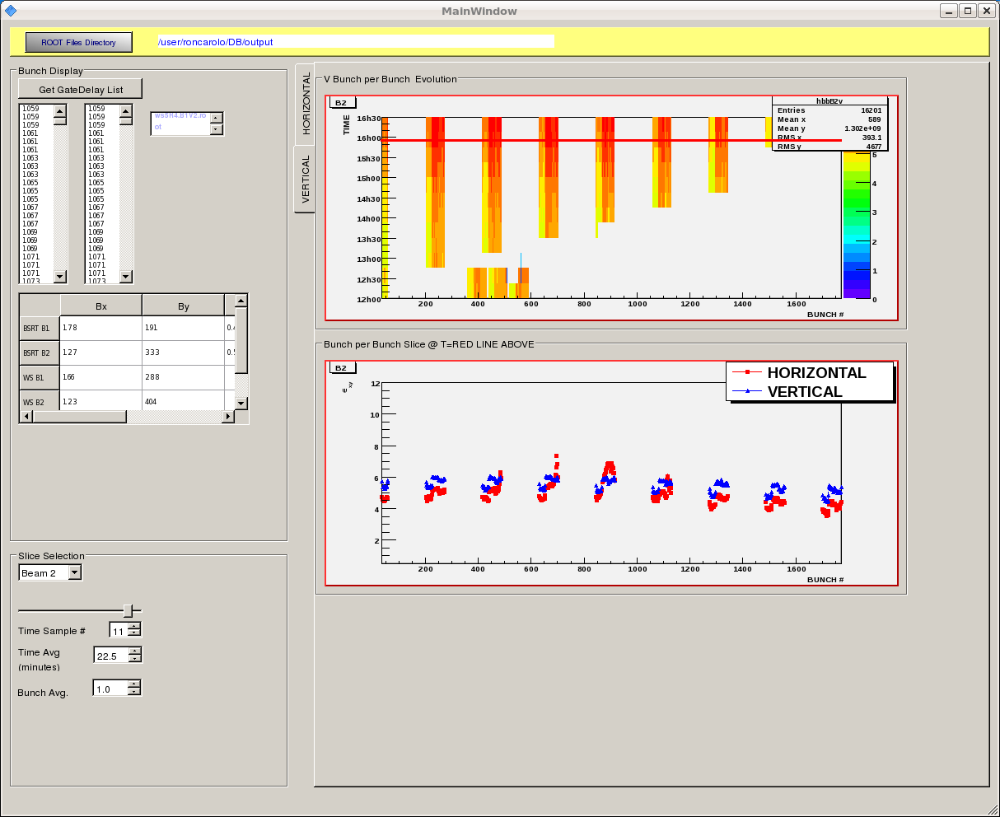 MainWindow
ROOT Files Directory
/user/roncarolo/DB/output
Bunch Display
Get GateDelay List
1059 1059
1059 1059
1059 1059
1061 1061
1061 1061
1061 1061
1063 1063
1063 1063
1063 1063
1065 1065
1065 1065
1065 1065
1067 1067
1067 1067
1067 1067
1069 1069
1069 1069
1069 1069
1071 1071
1071 1071
1071 1071
1073 1073
ws5R4.B1V2.ro
ot
Bx By
BSRT B1 1.78 1.91 0.4
BSRT B2 1.27 3.33 0.5
WS B1 1.66 2.88
WS B2 1.23 4.04
Slice Selection
Beam 2
Time Sample # 11
Time Avg
(minutes)
22.5
Bunch Avg. 1.0
HORIZONTAL
VERTICAL
V Bunch per Bunch Evolution
B2
TIME
16h30
16h00
15h30
15h00
14h30
14h00
13h30
13h00
12h30
12h00
200 400 600 800 1000 1200 1400 1600
BUNCH #
hbbB2v
Entries 16201
Mean x 589
Mean y 1.302e+09
RMS x 393.1
RMS y 4677
5
4
3
2
1
0
Bunch per Bunch Slice @ T=RED LINE ABOVE
B2
ε xy
12
10
8
6
4
2
200 400 600 800 1000 1200 1400 1600
BUNCH #
HORIZONTAL
VERTICAL